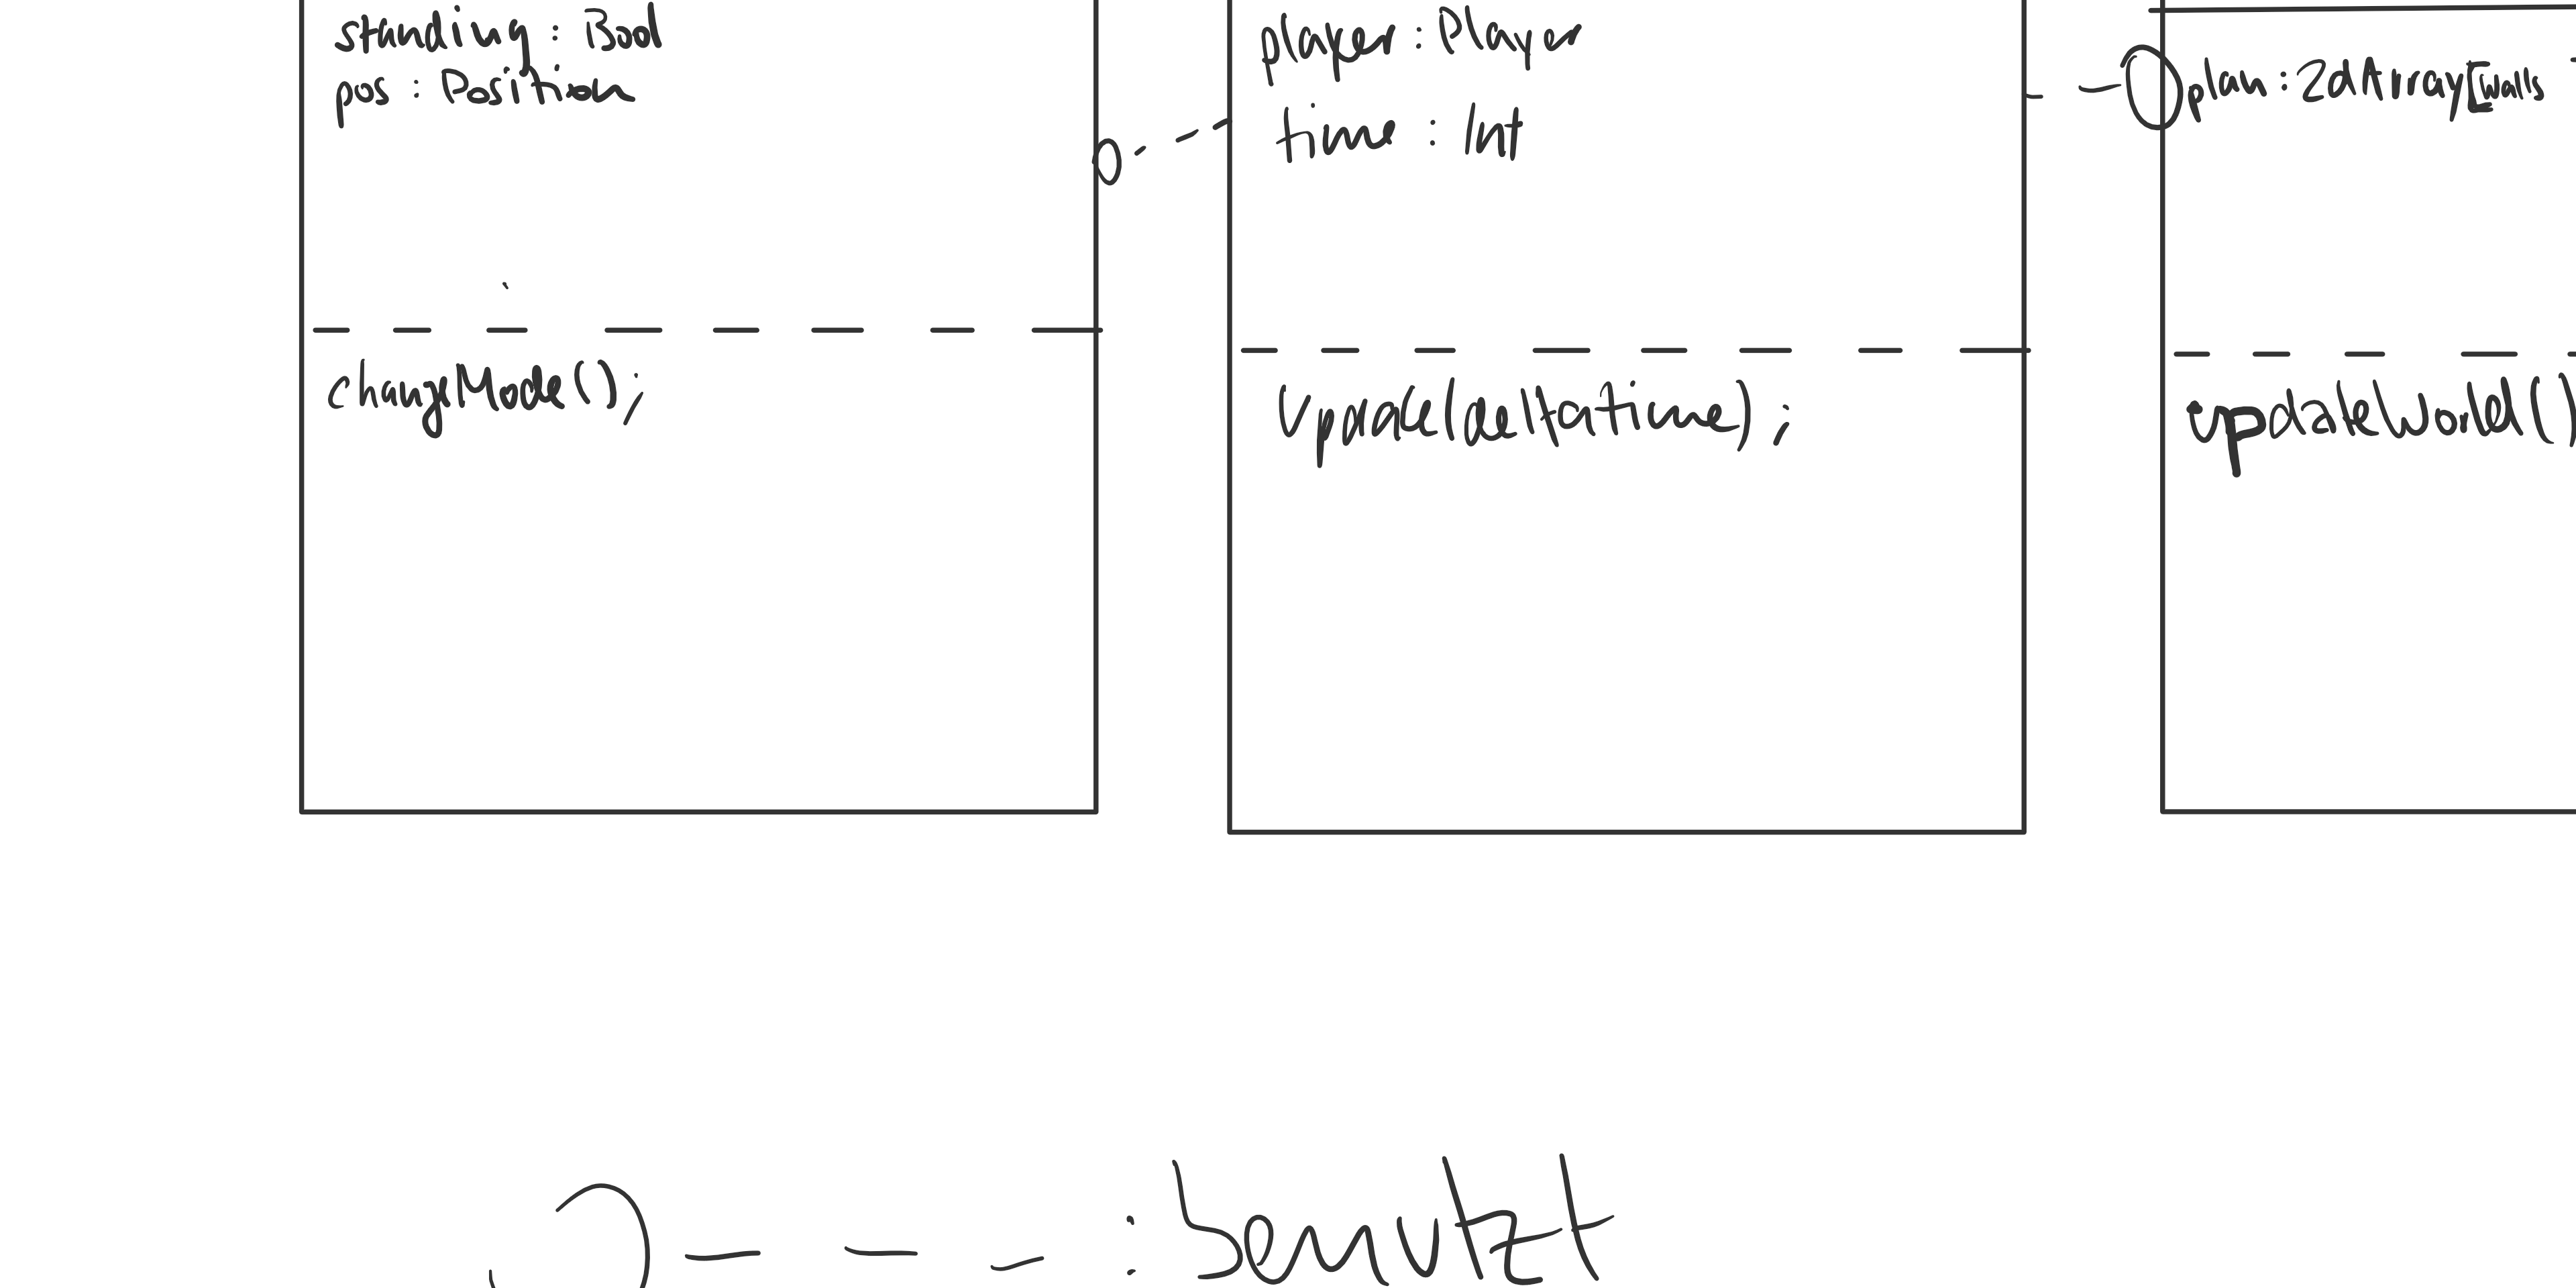 standing : Bool
pos : Position
changeMode();
player : Player
time : Int
Update(deltatime);
plan : 2dArray[Walls
updateWorld()
: benutzt